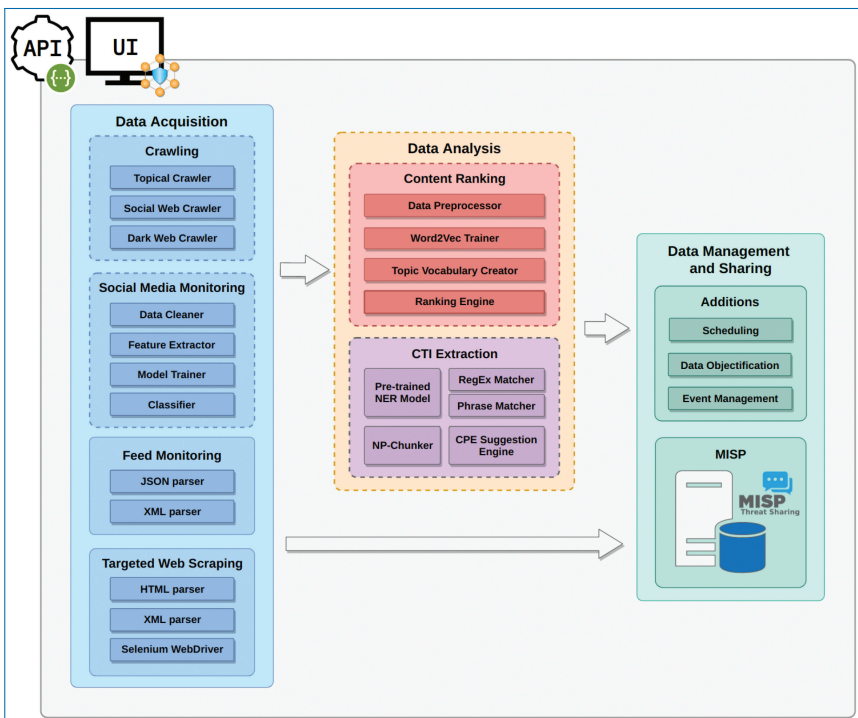 API
{··}
UI
Data Acquisition
Crawling
Topical Crawler
Social Web Crawler
Dark Web Crawler
Social Media Monitoring
Data Cleaner
Feature Extractor
Model Trainer
Classifier
Feed Monitoring
JSON parser
XML parser
Targeted Web Scraping
HTML parser
XML parser
Selenium WebDriver
Data Analysis
Content Ranking
Data Preprocessor
Word2Vec Trainer
Topic Vocabulary Creator
Ranking Engine
CTI Extraction
Pre-trained
NER Model
RegEx Matcher
Phrase Matcher
NP-Chunker
CPE Suggestion
Engine
Data Management
and Sharing
Additions
Scheduling
Data Objectification
Event Management
MISP
MISP
Threat Sharing